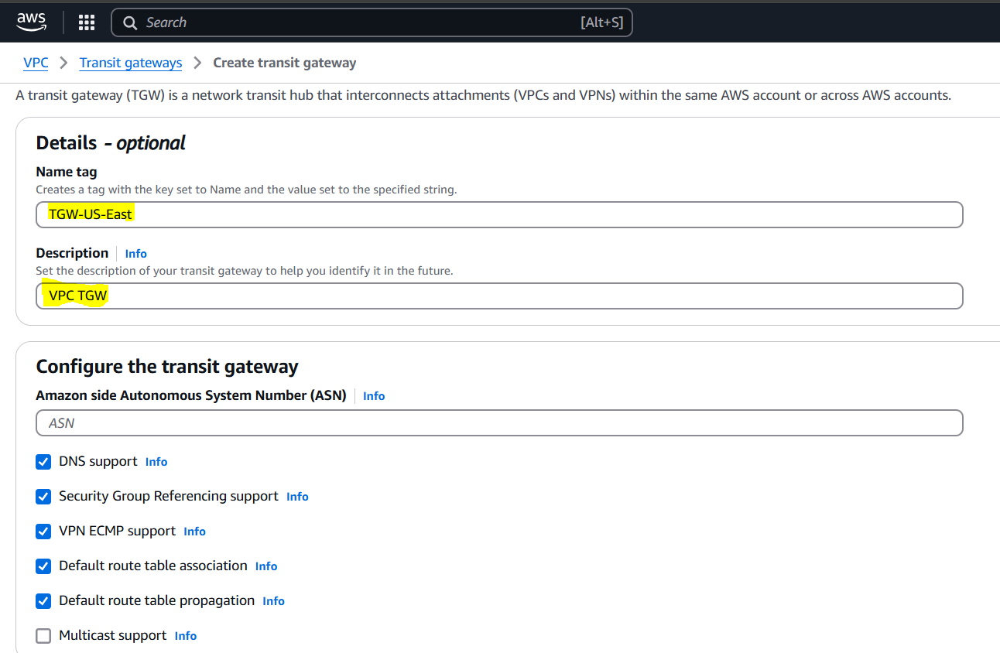 aws
Search [Alt+S]
VPC > Transit gateways > Create transit gateway
A transit gateway (TGW) is a network transit hub that interconnects attachments (VPCs and VPNs) within the same AWS account or across AWS accounts.
Details - optional
Name tag
Creates a tag with the key set to Name and the value set to the specified string.
TGW-US-East
Description | Info
Set the description of your transit gateway to help you identify it in the future.
VPC TGW
Configure the transit gateway
Amazon side Autonomous System Number (ASN) | Info
ASN
DNS support Info
Security Group Referencing support Info
VPN ECMP support Info
Default route table association Info
Default route table propagation Info
Multicast support Info